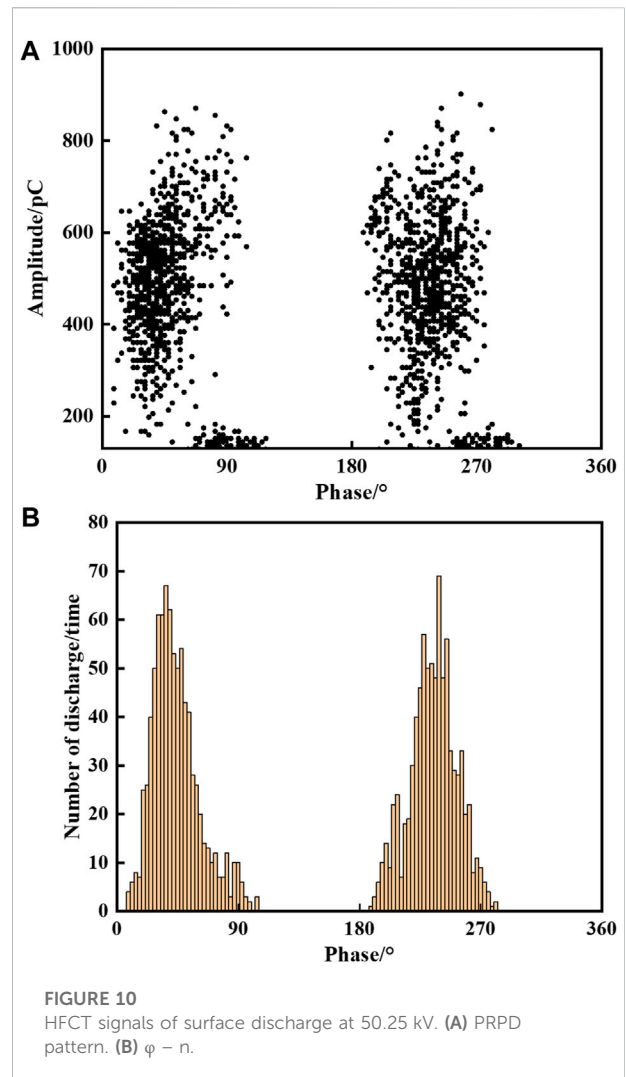 A
1000
800
600
400
200
Amplitude/pC
0 90 180 270 360
Phase/°
B
80
70
60
50
40
30
20
10
0
Number of discharge/time
0 90 180 270 360
Phase/°
FIGURE 10
HFCT signals of surface discharge at 50.25 kV. (A) PRPD
pattern. (B) φ – n.